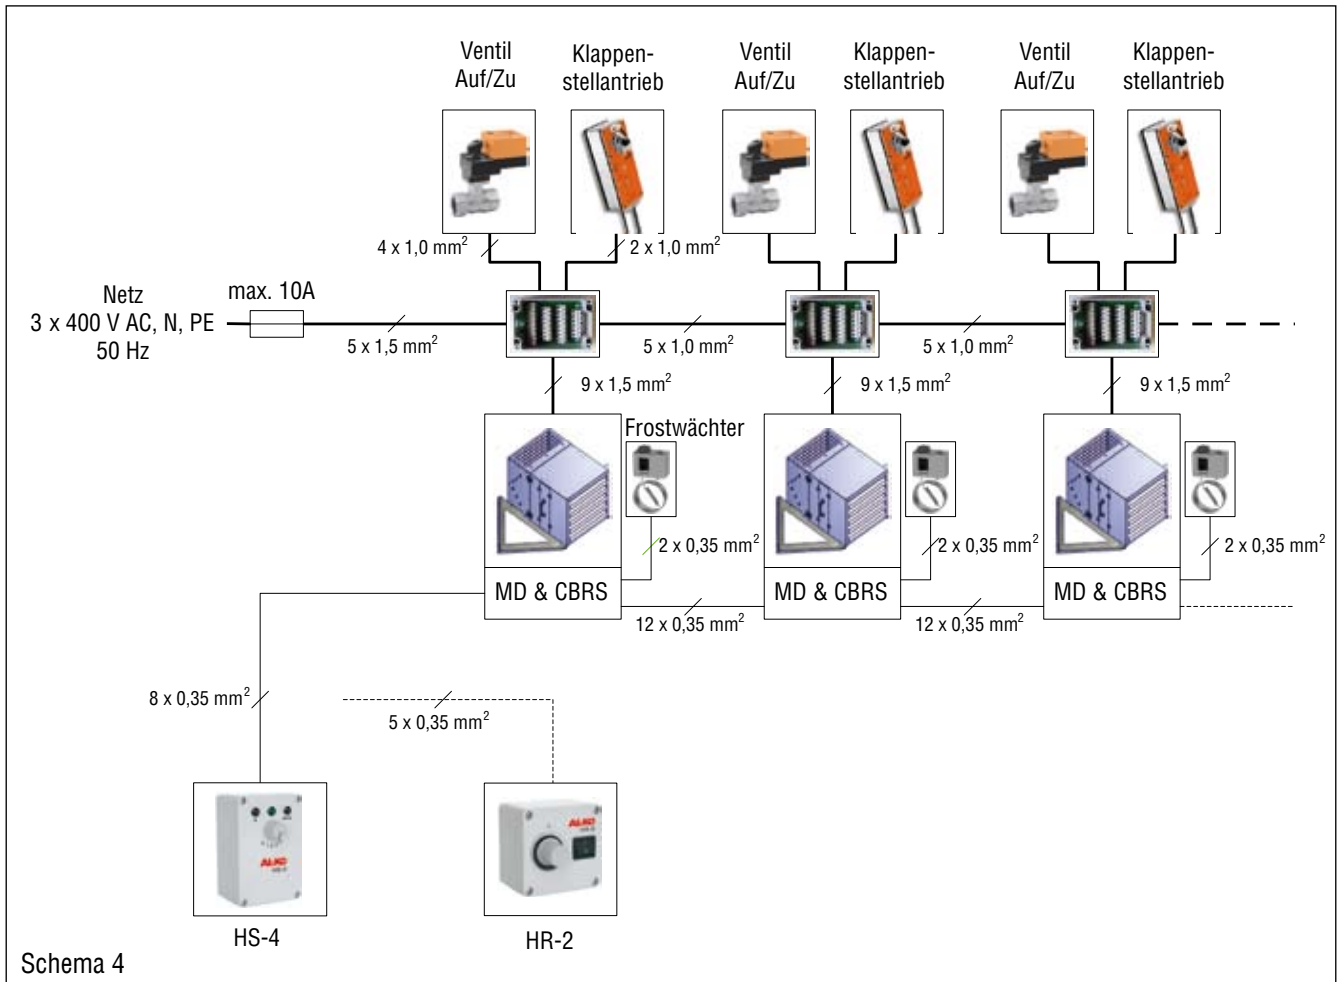 Ventil
Auf/Zu
Klappen-
stellantrieb
Ventil
Auf/Zu
Klappen-
stellantrieb
Ventil
Auf/Zu
Klappen-
stellantrieb
4 x 1,0 mm²
2 x 1,0 mm²
Netz
3 x 400 V AC, N, PE
50 Hz
max. 10A
5 x 1,5 mm²
5 x 1,0 mm²
5 x 1,0 mm²
9 x 1,5 mm²
9 x 1,5 mm²
9 x 1,5 mm²
Frostwächter
2 x 0,35 mm²
2 x 0,35 mm²
2 x 0,35 mm²
MD & CBRS
MD & CBRS
MD & CBRS
12 x 0,35 mm²
12 x 0,35 mm²
8 x 0,35 mm²
5 x 0,35 mm²
AL-KO
AL-KO
HS-4
HR-2
Schema 4